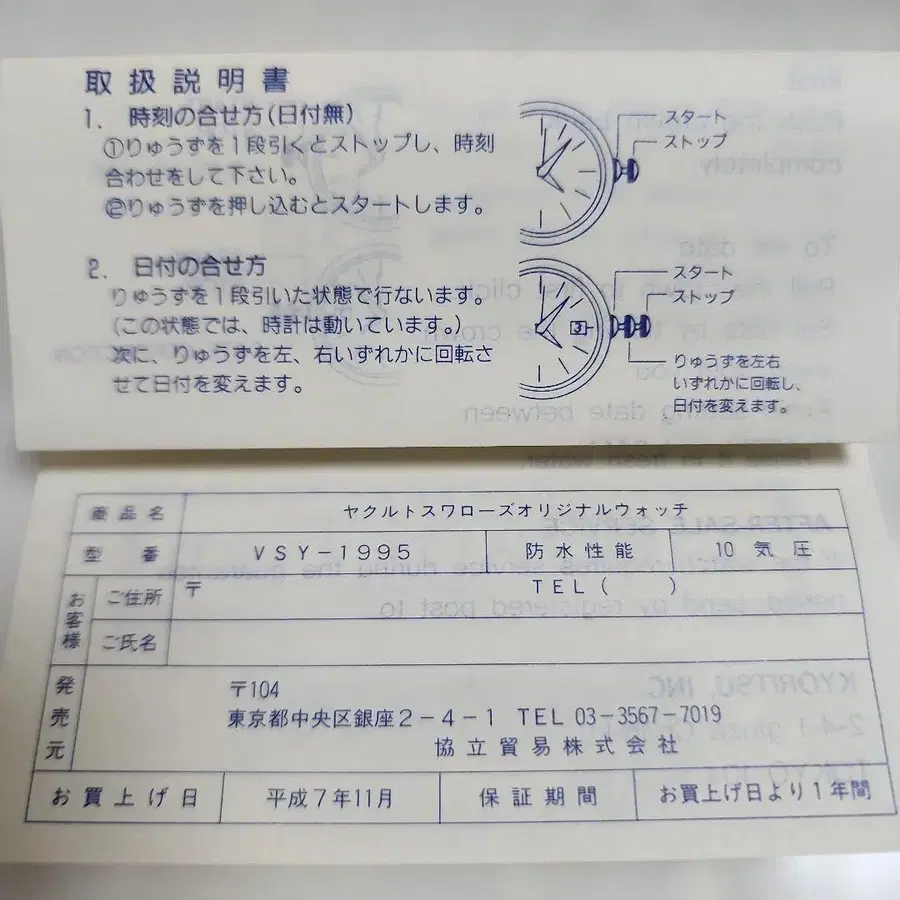 取扱説明書
1. 時刻の合せ方(日付無)
①りゅうずを1段引くとストップし、時刻
合わせをして下さい。
②りゅうずを押し込むとスタートします。
スタート
ストップ
2. 日付の合せ方
りゅうずを1段引いた状態で行ないます。
(この状態では、時計は動いています。)
次に、りゅうずを左、右いずれかに回転さ
せて日付を変えます。
スタート
ストップ
3
りゅうずを左右
いずれかに回転し、
日付を変えます。
商品名 ヤクルトスワローズオリジナルウォッチ
型番 VSY-1995 防水性能 10気圧
お客様 ご住所 〒 TEL( )
ご氏名
発売元 〒104
東京都中央区銀座2-4-1 TEL 03-3567-7019
協立貿易株式会社
お買上げ日 平成7年11月 保証期間 お買上げ日より1年間